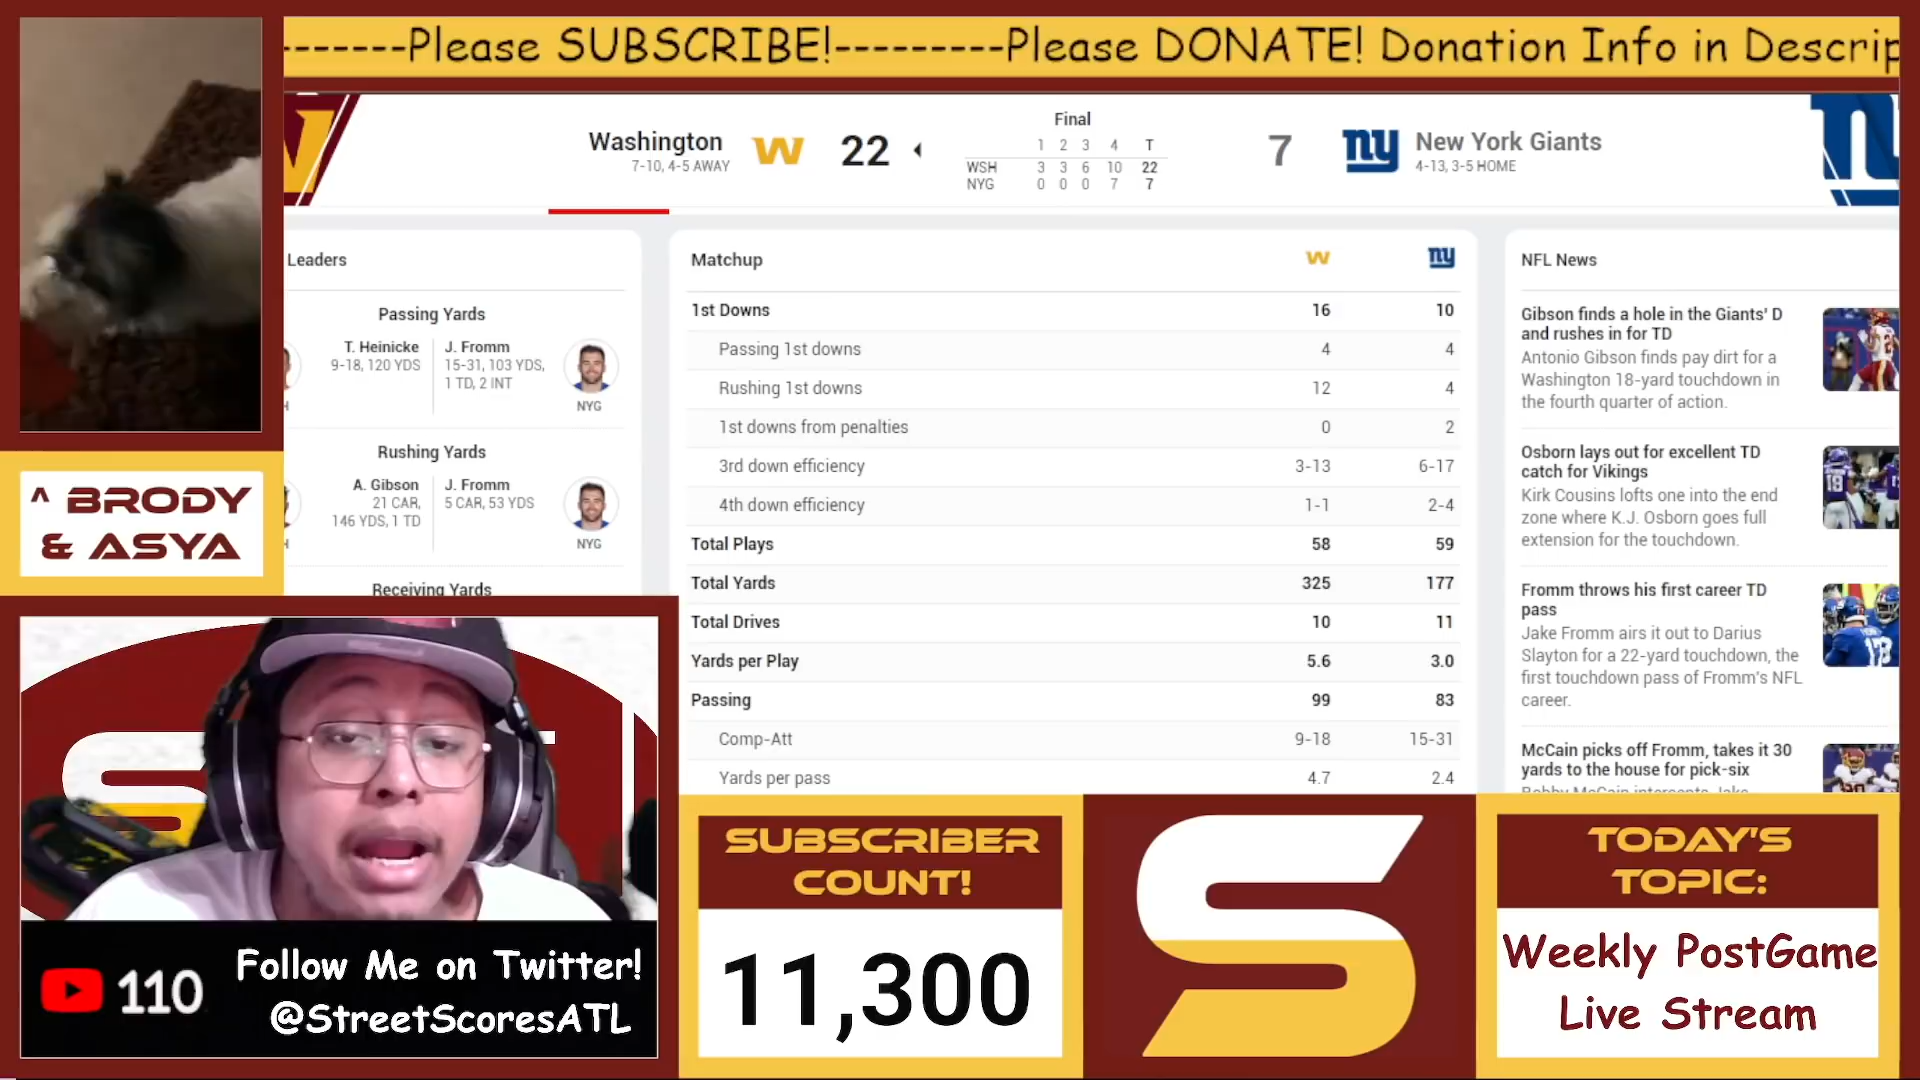 -------Please SUBSCRIBE!---------Please DONATE! Donation Info in Descrip
Washington
7-10, 4-5 AWAY
W
22
Final
1 2 3 4 T
WSH 3 3 6 10 22
NYG 0 0 0 7 7
7
ny
New York Giants
4-13, 3-5 HOME
Leaders
Passing Yards
T. Heinicke
9-18, 120 YDS
J. Fromm
15-31, 103 YDS,
1 TD, 2 INT
NYG
Rushing Yards
A. Gibson
21 CAR,
146 YDS, 1 TD
J. Fromm
5 CAR, 53 YDS
NYG
Receiving Yards
Matchup W ny
1st Downs 16 10
Passing 1st downs 4 4
Rushing 1st downs 12 4
1st downs from penalties 0 2
3rd down efficiency 3-13 6-17
4th down efficiency 1-1 2-4
Total Plays 58 59
Total Yards 325 177
Total Drives 10 11
Yards per Play 5.6 3.0
Passing 99 83
Comp-Att 9-18 15-31
Yards per pass 4.7 2.4
NFL News
Gibson finds a hole in the Giants' D
and rushes in for TD
Antonio Gibson finds pay dirt for a
Washington 18-yard touchdown in
the fourth quarter of action.
Osborn lays out for excellent TD
catch for Vikings
Kirk Cousins lofts one into the end
zone where K.J. Osborn goes full
extension for the touchdown.
Fromm throws his first career TD
pass
Jake Fromm airs it out to Darius
Slayton for a 22-yard touchdown, the
first touchdown pass of Fromm's NFL
career.
McCain picks off Fromm, takes it 30
yards to the house for pick-six
Bobby McCain intercepts Jake
^ BRODY
& ASYA
110
Follow Me on Twitter!
@StreetScoresATL
SUBSCRIBER
COUNT!
11,300
S
TODAY'S
TOPIC:
Weekly PostGame
Live Stream